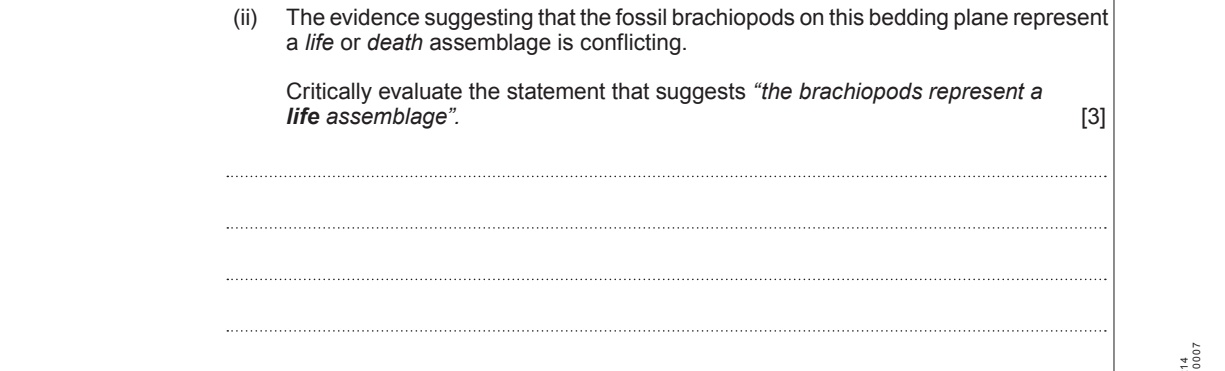 (ii) The evidence suggesting that the fossil brachiopods on this bedding plane represent
a life or death assemblage is conflicting.
Critically evaluate the statement that suggests “the brachiopods represent a
life assemblage”. [3]
14
0007